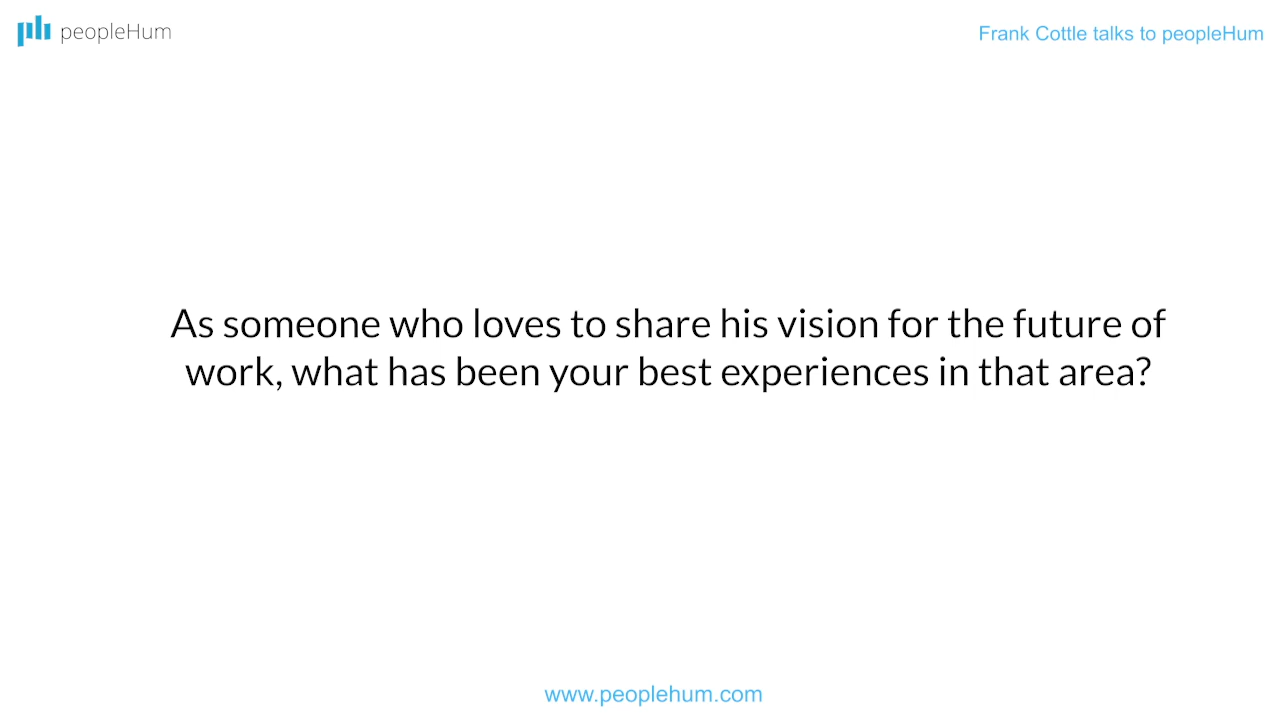 peopleHum
Frank Cottle talks to peopleHum
As someone who loves to share his vision for the future of
work, what has been your best experiences in that area?
www.peoplehum.com